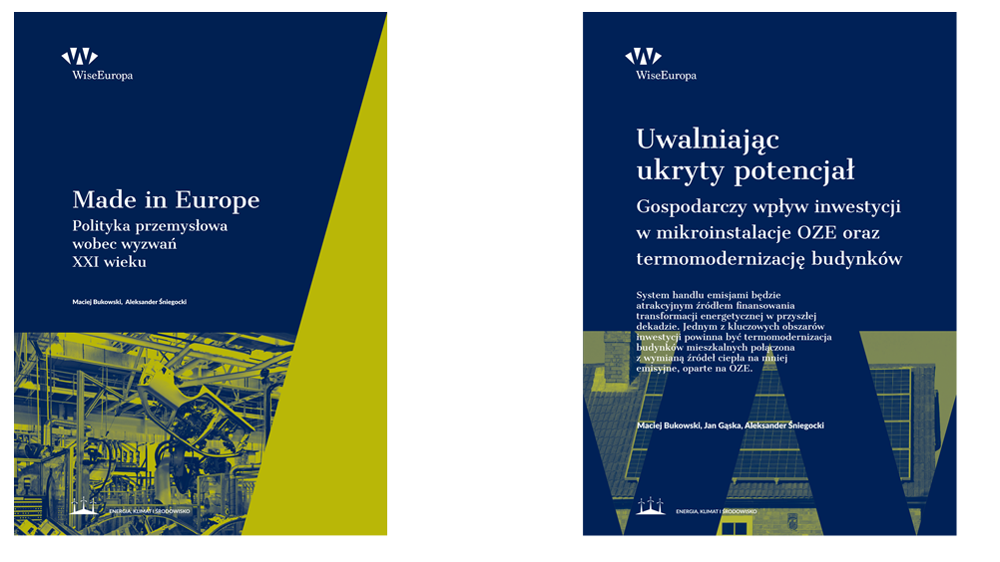 WiseEuropa
Made in Europe
Polityka przemysłowa
wobec wyzwań
XXI wieku
Maciej Bukowski, Aleksander Śniegocki
ENERGIA, KLIMAT I ŚRODOWISKO
WiseEuropa
Uwalniając
ukryty potencjał
Gospodarczy wpływ inwestycji
w mikroinstalacje OZE oraz
termomodernizację budynków
System handlu emisjami będzie
atrakcyjnym źródłem finansowania
transformacji energetycznej w przyszłej
dekadzie. Jednym z kluczowych obszarów
inwestycji powinna być termomodernizacja
budynków mieszkalnych połączona
z wymianą źródeł ciepła na mniej
emisyjne, oparte na OZE.
Maciej Bukowski, Jan Gąska, Aleksander Śniegocki
ENERGIA, KLIMAT I ŚRODOWISKO